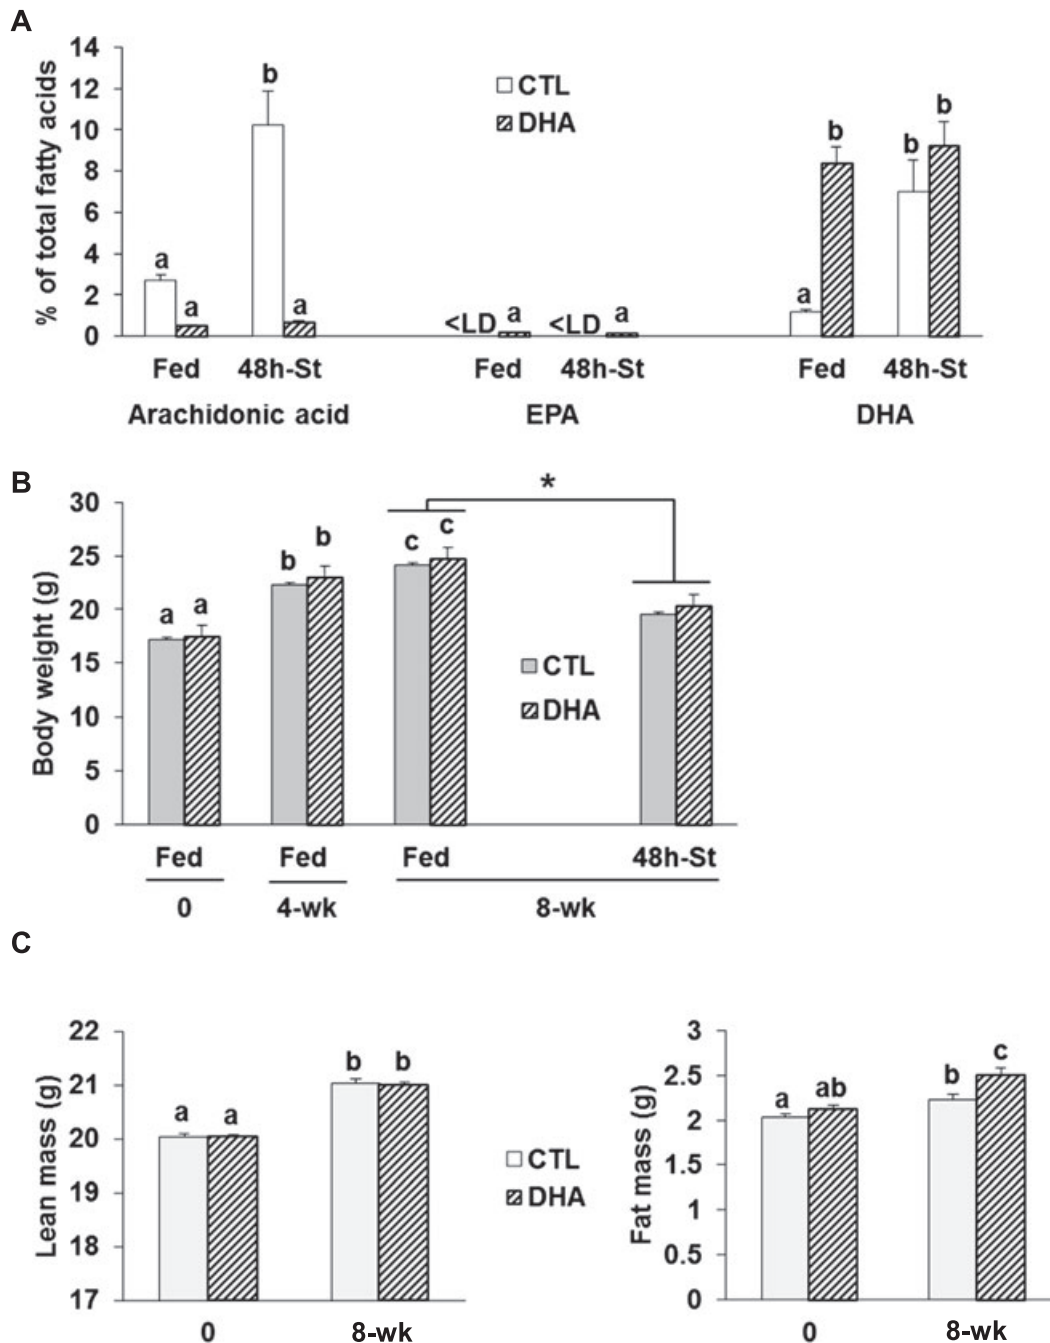 A
14
12
10
8
6
4
2
0
% of total fatty acids
CTL
DHA
a
a
b
a
<LD
a
<LD
a
a
b
b
b
Fed
48h-St
Fed
48h-St
Fed
48h-St
Arachidonic acid
EPA
DHA
B
30
25
20
15
10
5
0
Body weight (g)
*
a
a
b
b
c
c
CTL
DHA
Fed
Fed
Fed
48h-St
0
4-wk
8-wk
C
22
21
20
19
18
17
Lean mass (g)
a
a
b
b
0
8-wk
CTL
DHA
3
2.5
2
1.5
1
0.5
0
Fat mass (g)
a
ab
b
c
0
8-wk